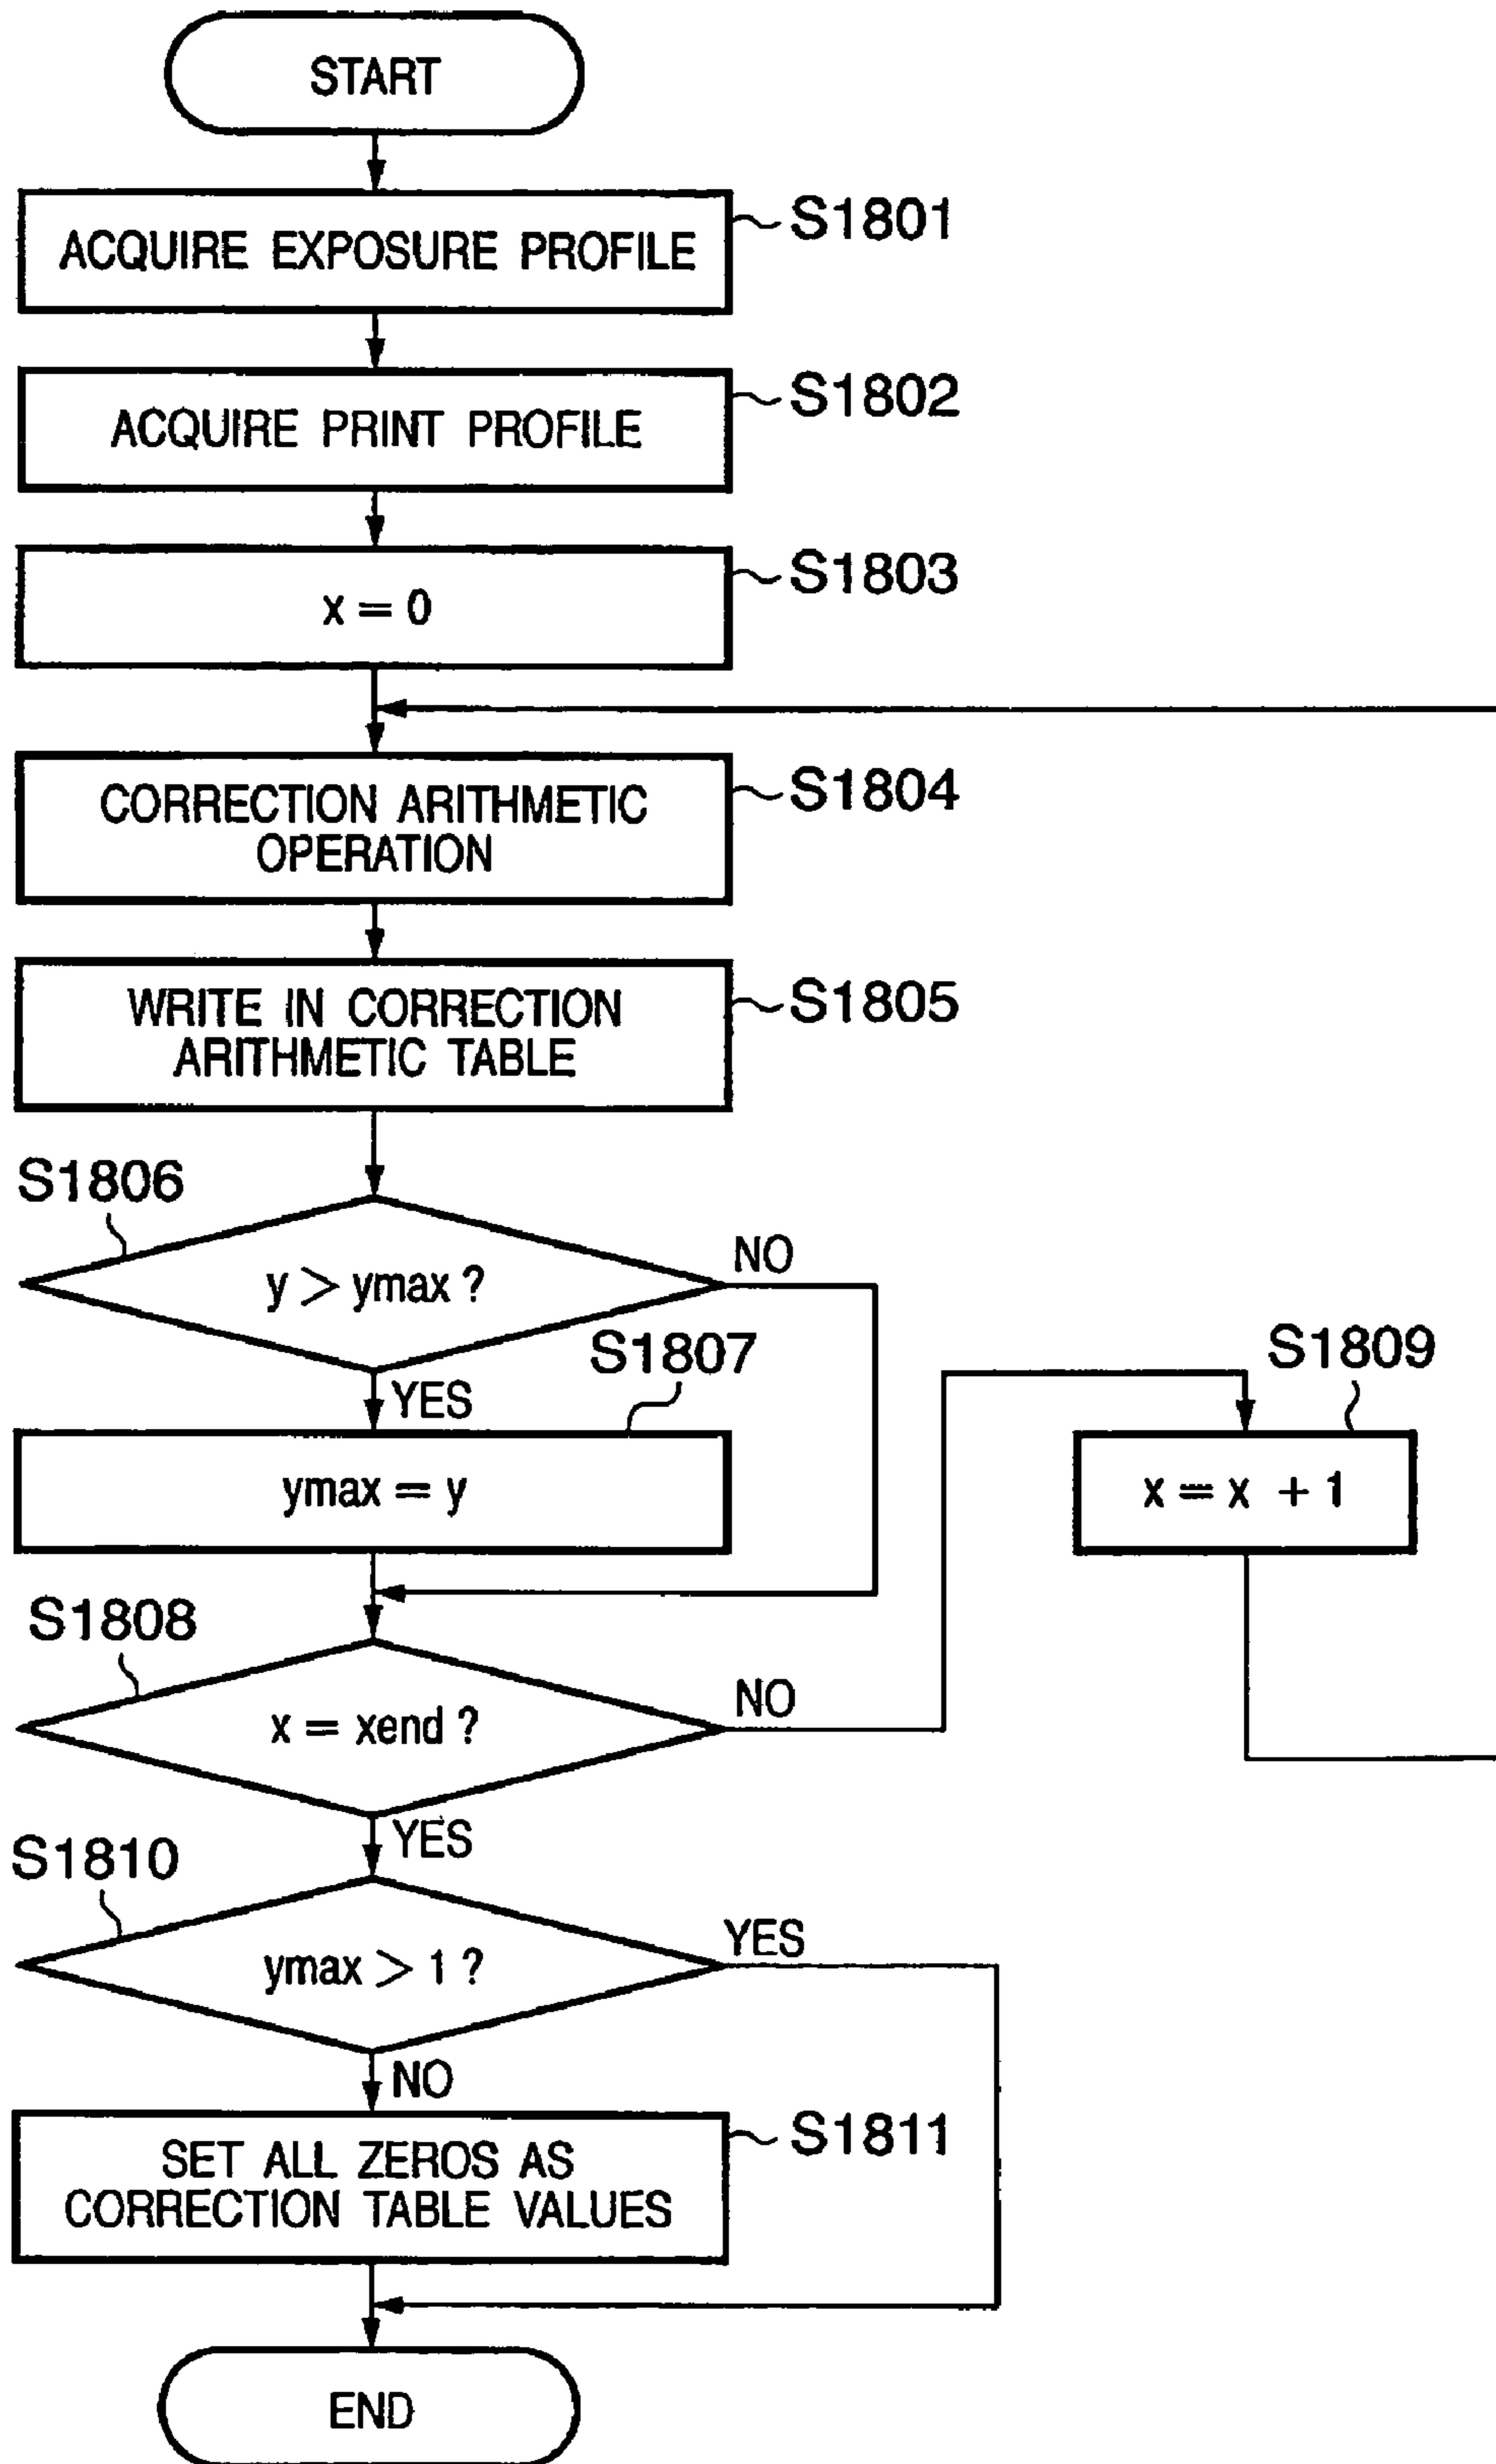 START
ACQUIRE EXPOSURE PROFILE
S1801
ACQUIRE PRINT PROFILE
S1802
x = 0
S1803
CORRECTION ARITHMETIC
OPERATION
S1804
WRITE IN CORRECTION
ARITHMETIC TABLE
S1805
S1806
y > ymax ?
NO
YES
S1807
ymax = y
S1809
x = x + 1
S1808
x = xend ?
NO
YES
S1810
ymax > 1 ?
YES
NO
SET ALL ZEROS AS
CORRECTION TABLE VALUES
S1811
END